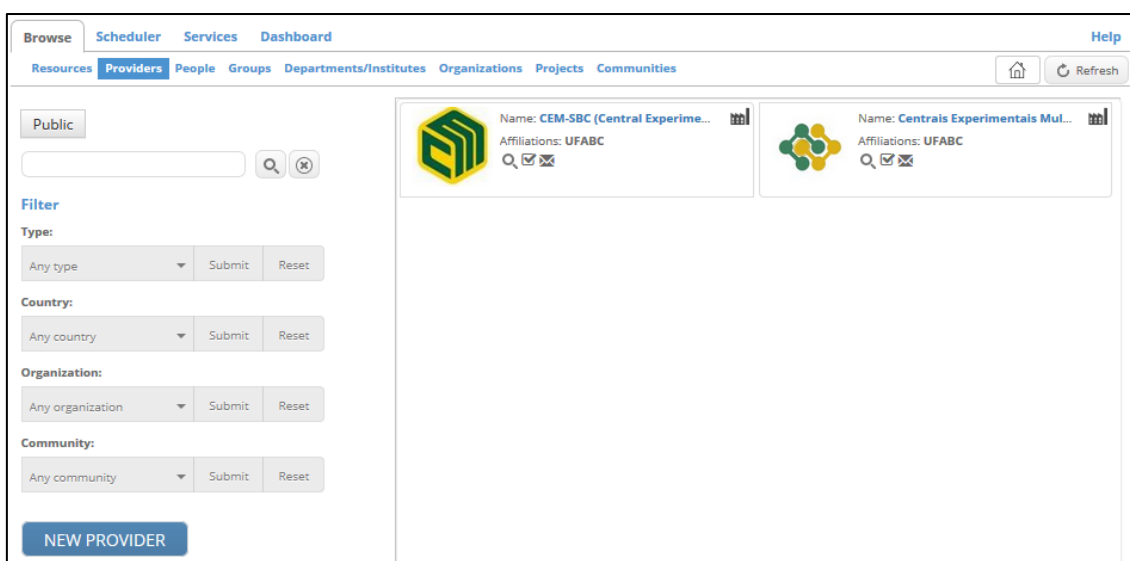 Browse Scheduler Services Dashboard Help
Resources Providers People Groups Departments/Institutes Organizations Projects Communities Refresh
Public
Name: CEM-SBC (Central Experime...
Affiliations: UFABC
Name: Centrais Experimentais Mul...
Affiliations: UFABC
Filter
Type:
Any type Submit Reset
Country:
Any country Submit Reset
Organization:
Any organization Submit Reset
Community:
Any community Submit Reset
NEW PROVIDER